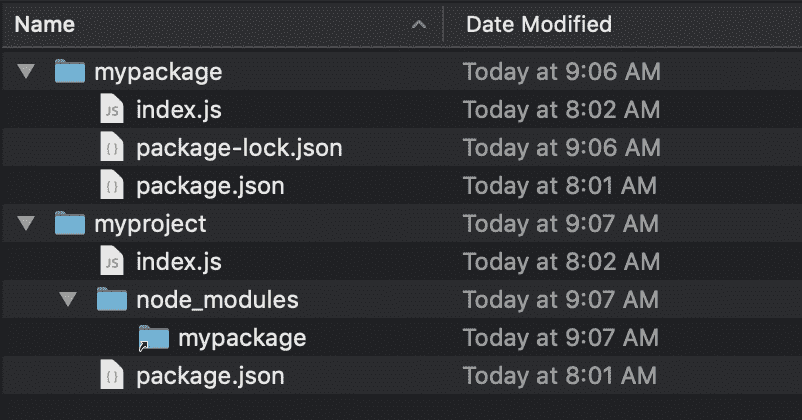 Name Date Modified
mypackage Today at 9:06 AM
JS index.js Today at 8:02 AM
{ } package-lock.json Today at 9:06 AM
{ } package.json Today at 8:01 AM
myproject Today at 9:07 AM
JS index.js Today at 8:02 AM
node_modules Today at 9:07 AM
mypackage Today at 9:07 AM
{ } package.json Today at 8:01 AM